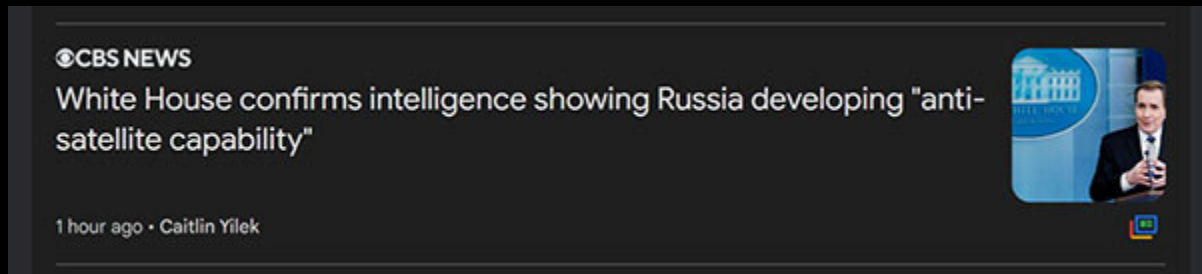 CBS NEWS
White House confirms intelligence showing Russia developing "anti-
satellite capability"
1 hour ago • Caitlin Yilek